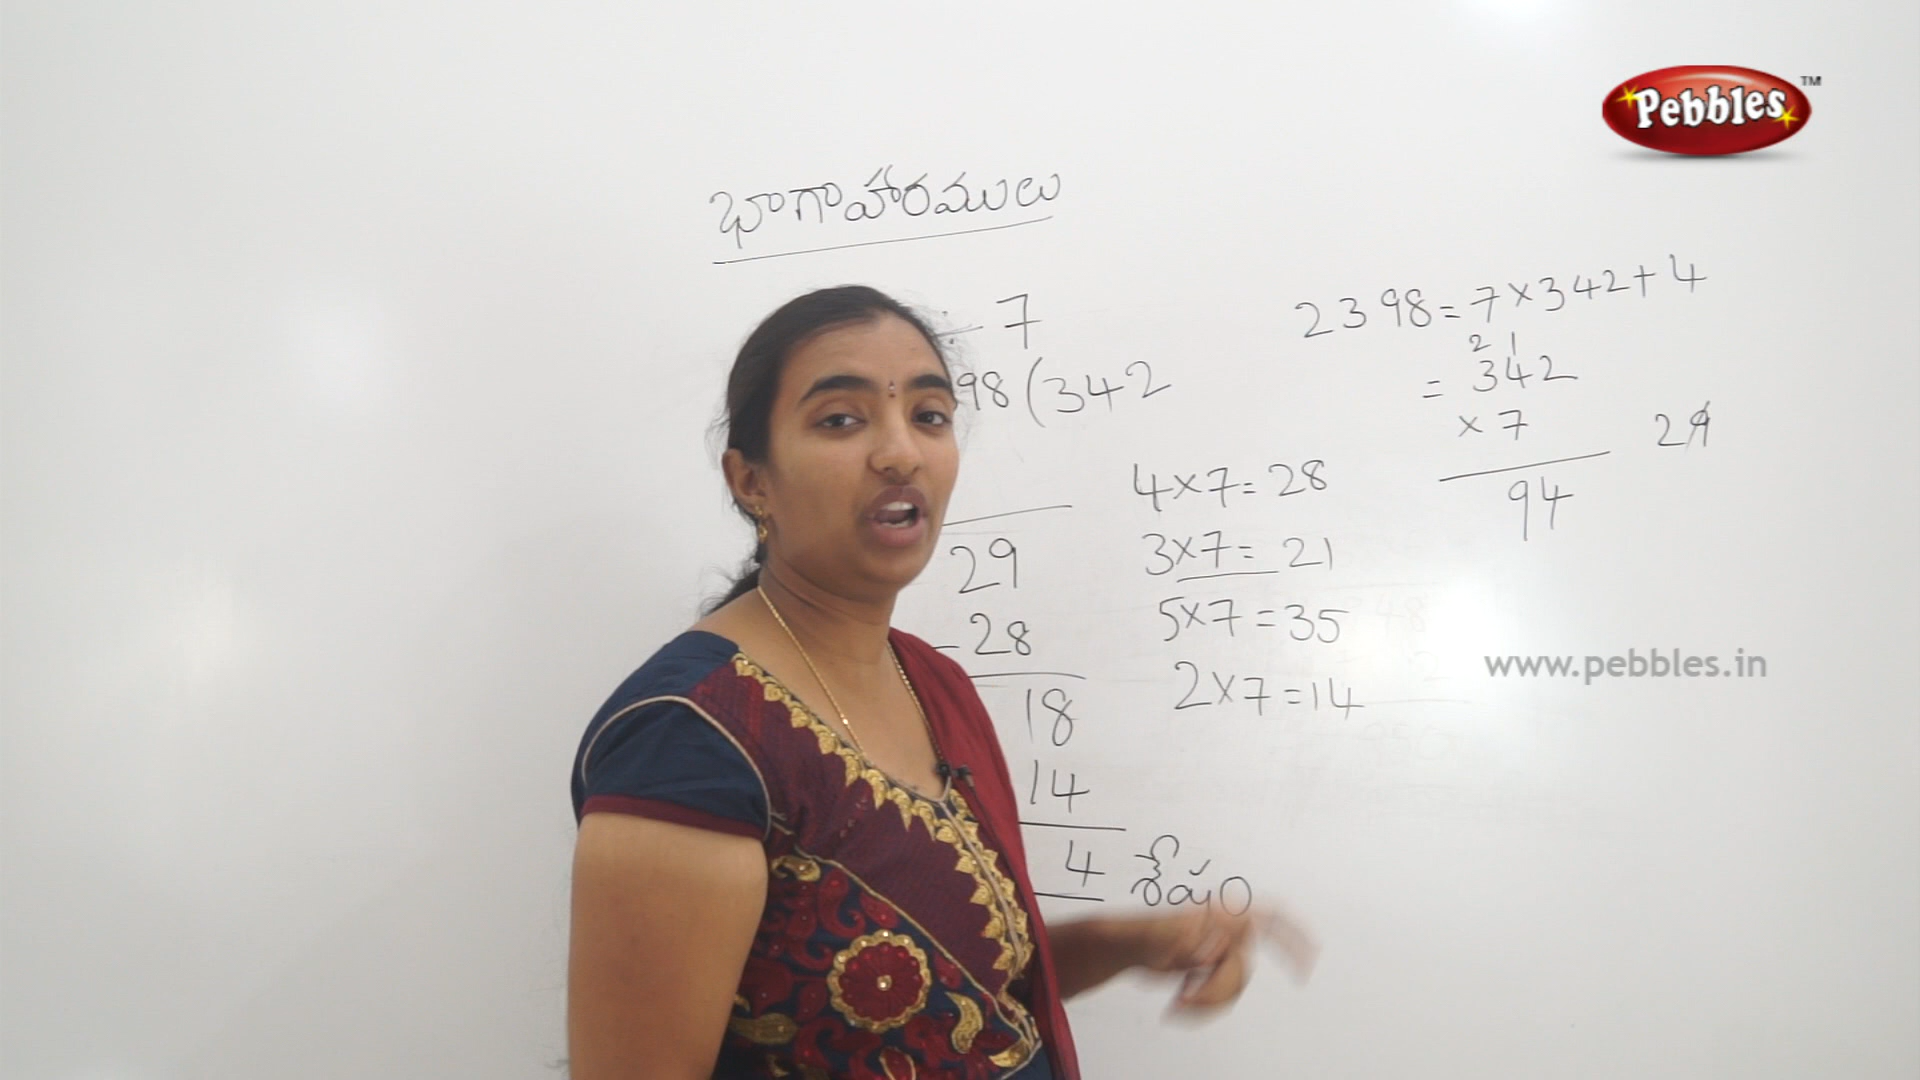 Pebbles TM
భాగాహారములు
÷ 7
98 ( 342
29
- 28
18
14
4 శేషం
4 x 7 = 28
3 x 7 = 21
5 x 7 = 35
2 x 7 = 14
2398 = 7 x 342 + 4
2 1
= 342
x 7
29
94
www.pebbles.in